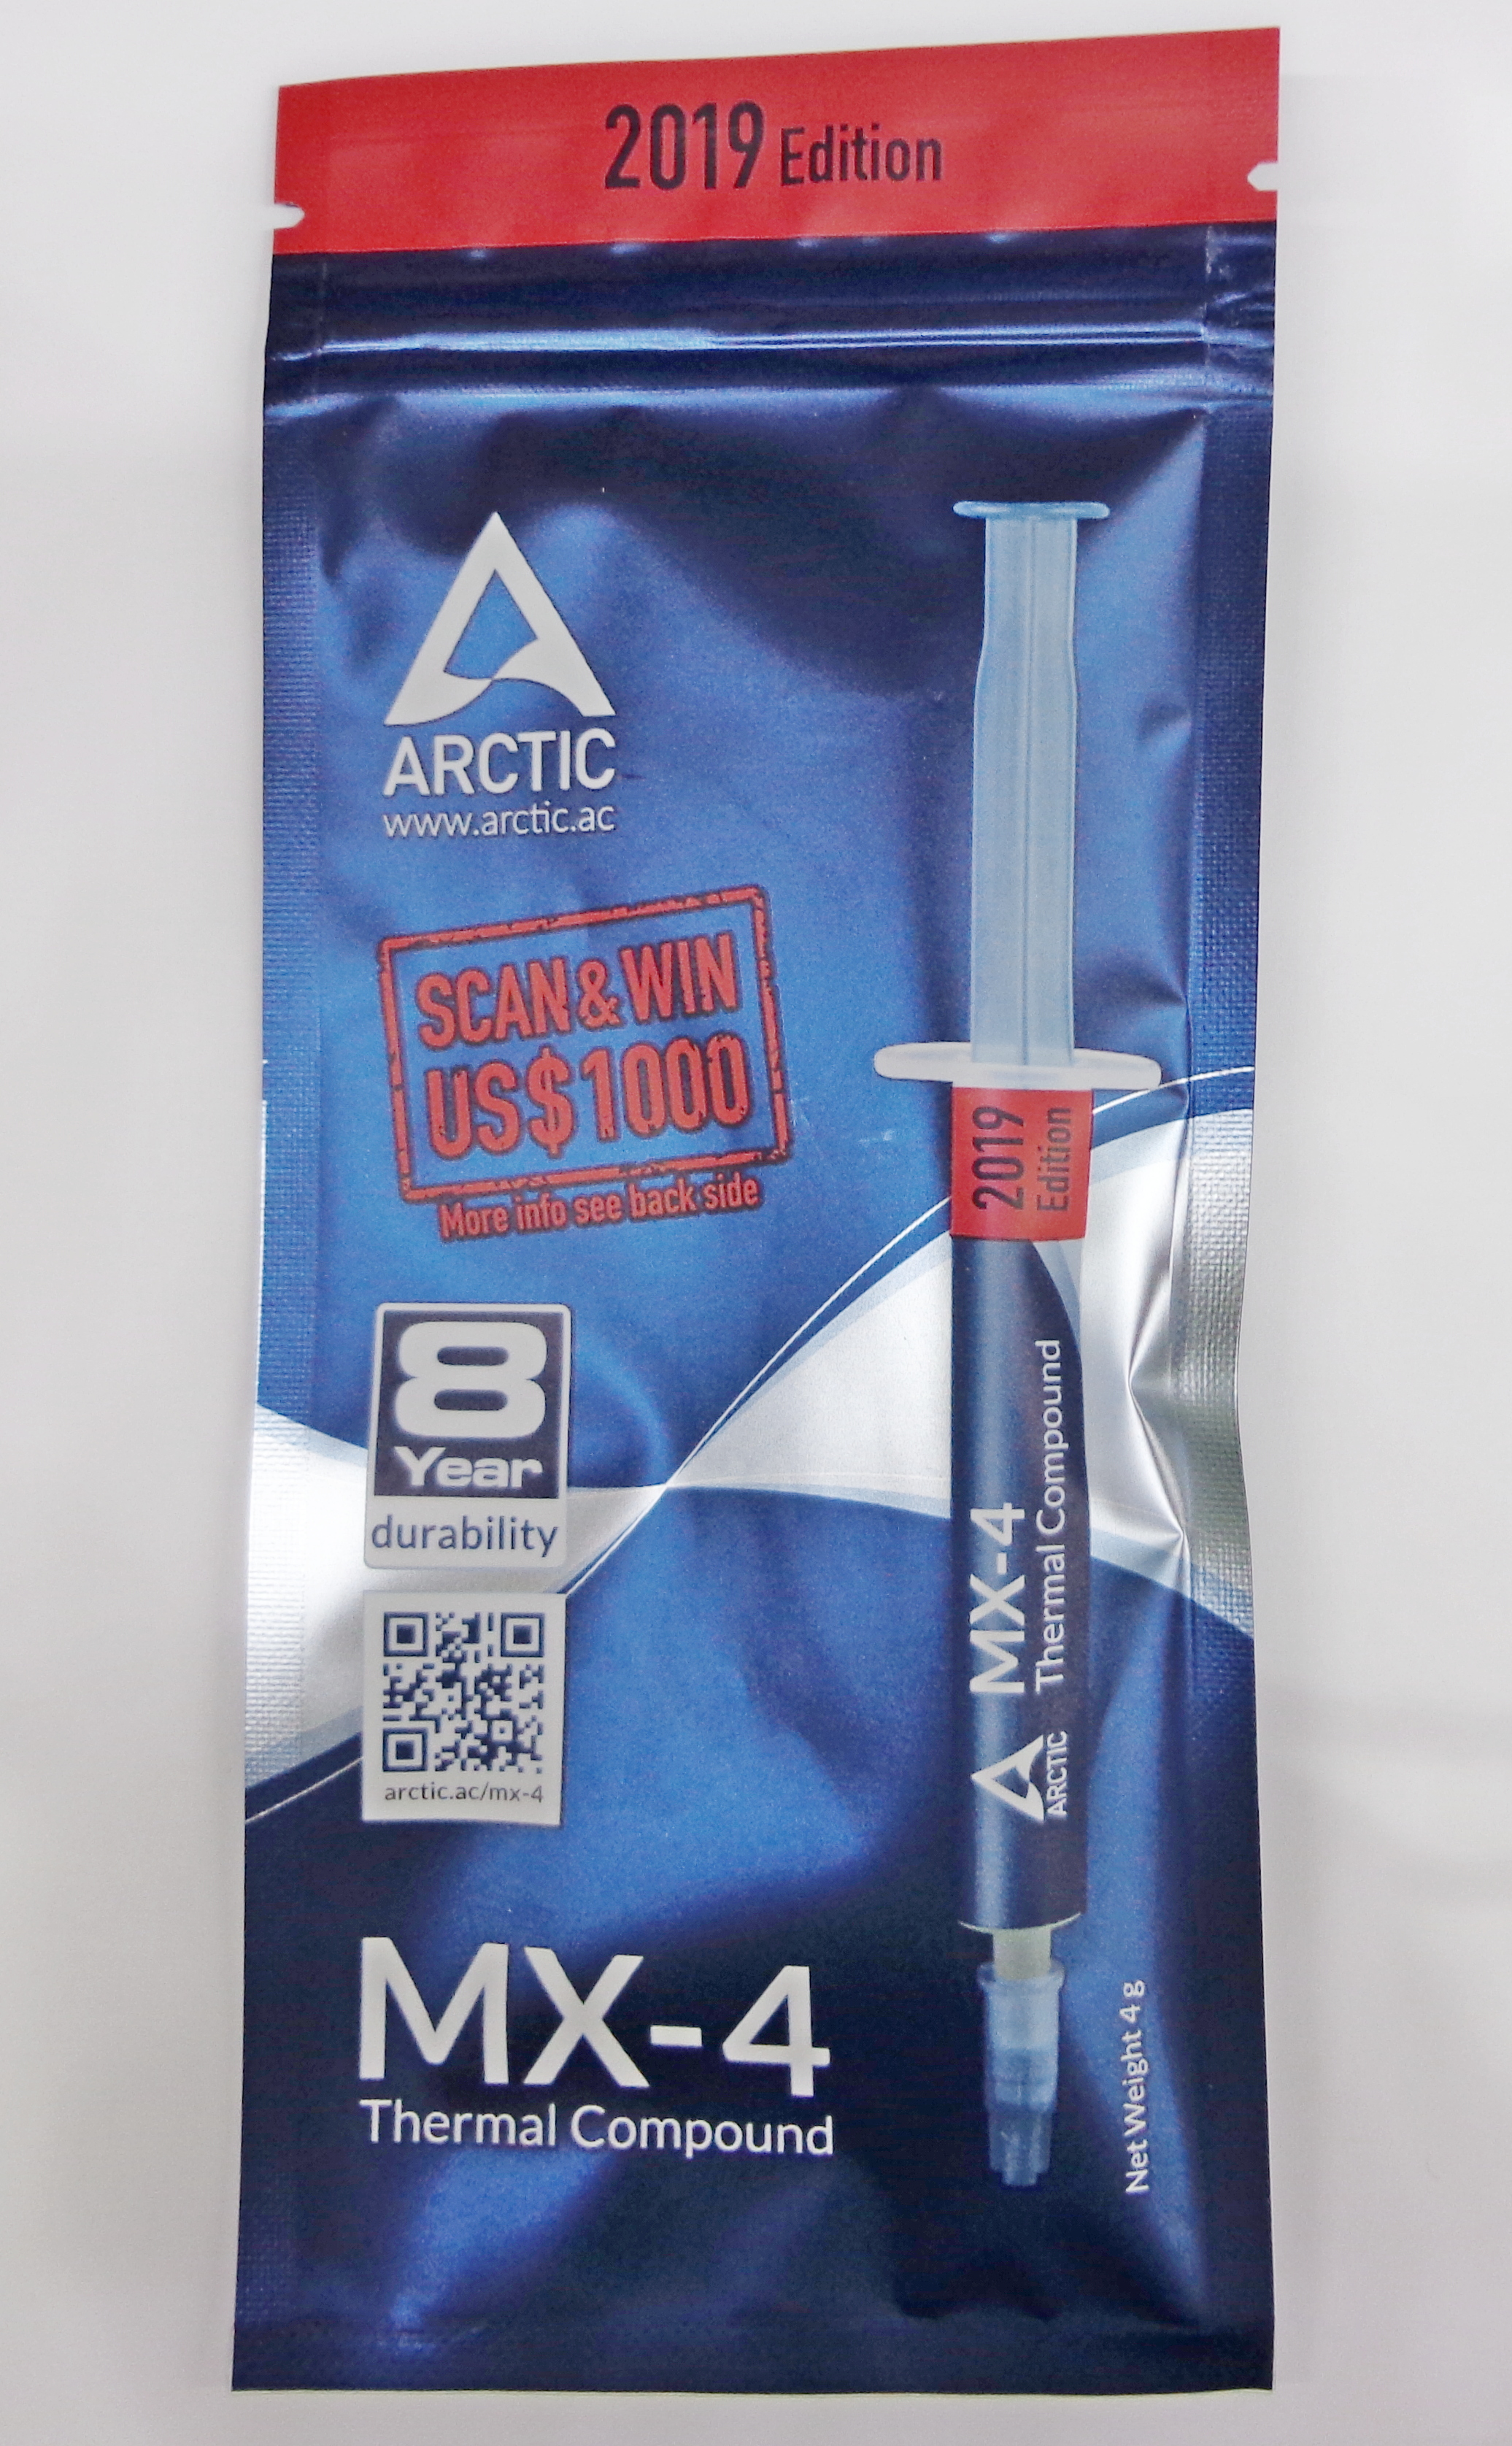 2019 Edition
ARCTIC
www.arctic.ac
SCAN & WIN
US$1000
More info see back side
8
Year
durability
arctic.ac/mx-4
MX-4
Thermal Compound
2019
Edition
MX-4
Thermal Compound
ARCTIC
Net Weight 4 g